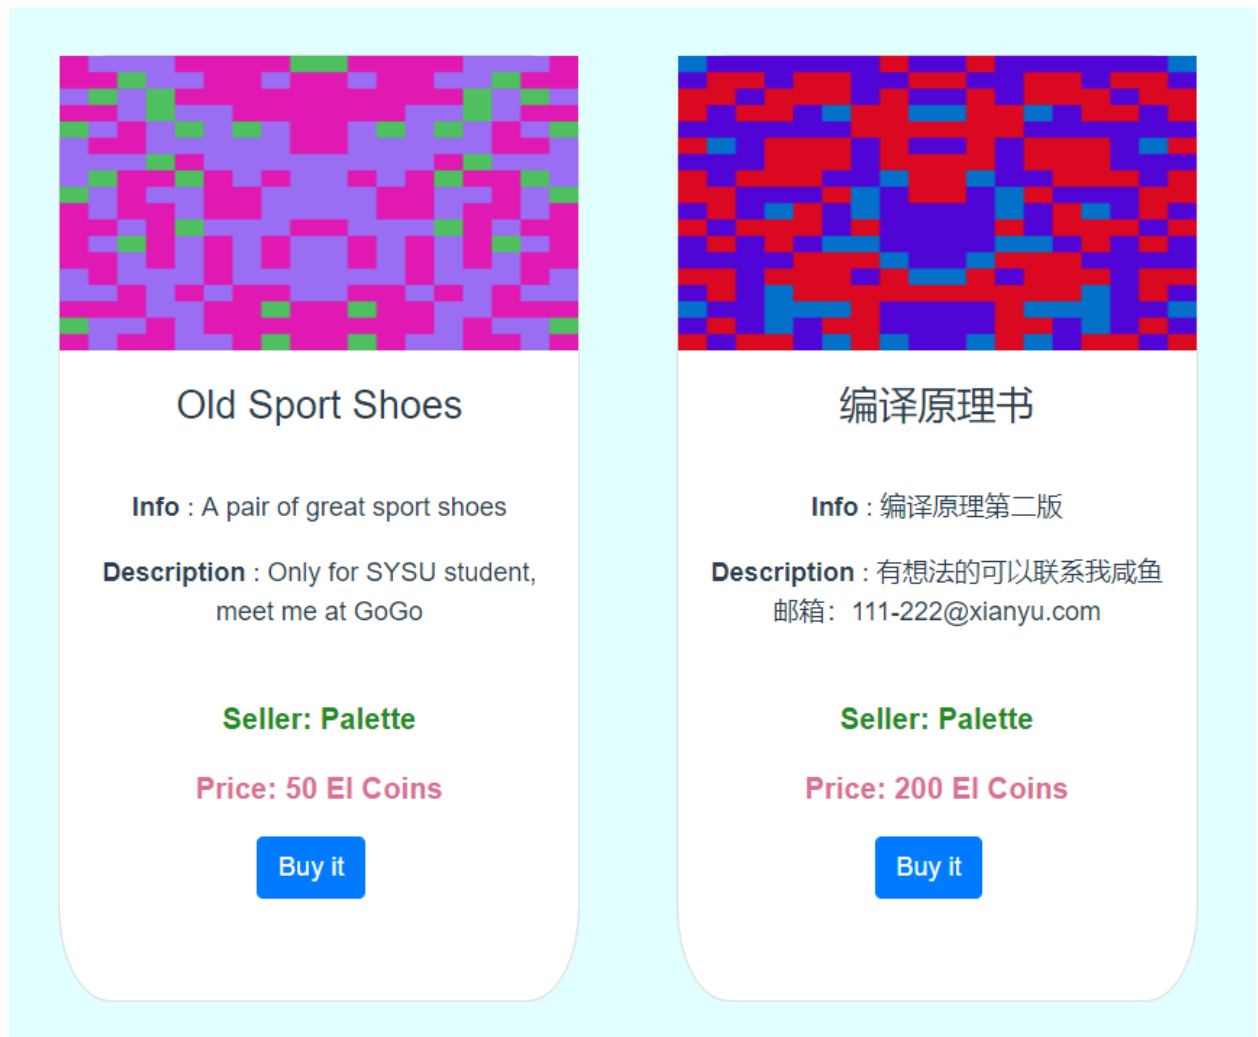 Old Sport Shoes
Info : A pair of great sport shoes
Description : Only for SYSU student,
meet me at GoGo
Seller: Palette
Price: 50 EI Coins
Buy it
编译原理书
Info : 编译原理第二版
Description : 有想法的可以联系我咸鱼
邮箱：111-222@xianyu.com
Seller: Palette
Price: 200 EI Coins
Buy it